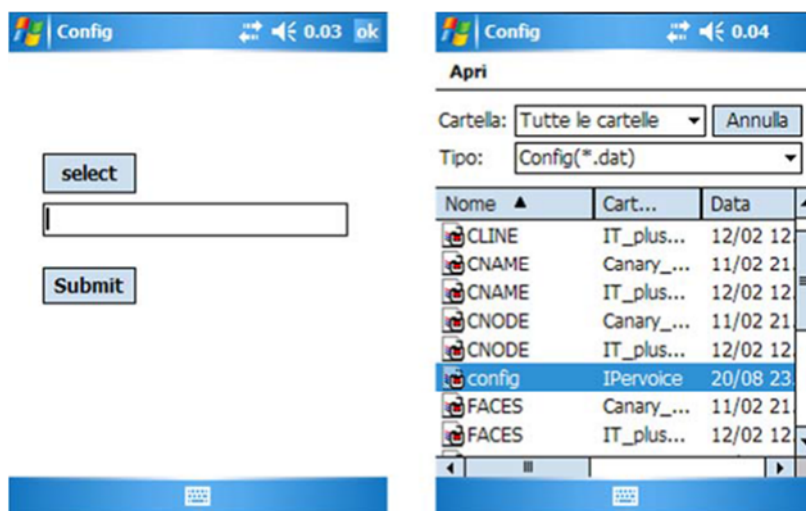 Config 0.03 ok
select
Submit
Config 0.04
Apri
Cartella: Tutte le cartelle Annulla
Tipo: Config(*.dat)
Nome Cart... Data
CLINE IT_plus... 12/02 12
CNAME Canary_... 11/02 21
CNAME IT_plus... 12/02 12
CNODE Canary_... 11/02 21
CNODE IT_plus... 12/02 12
config IPervoice 20/08 23
FACES Canary_... 11/02 21
FACES IT_plus... 12/02 12